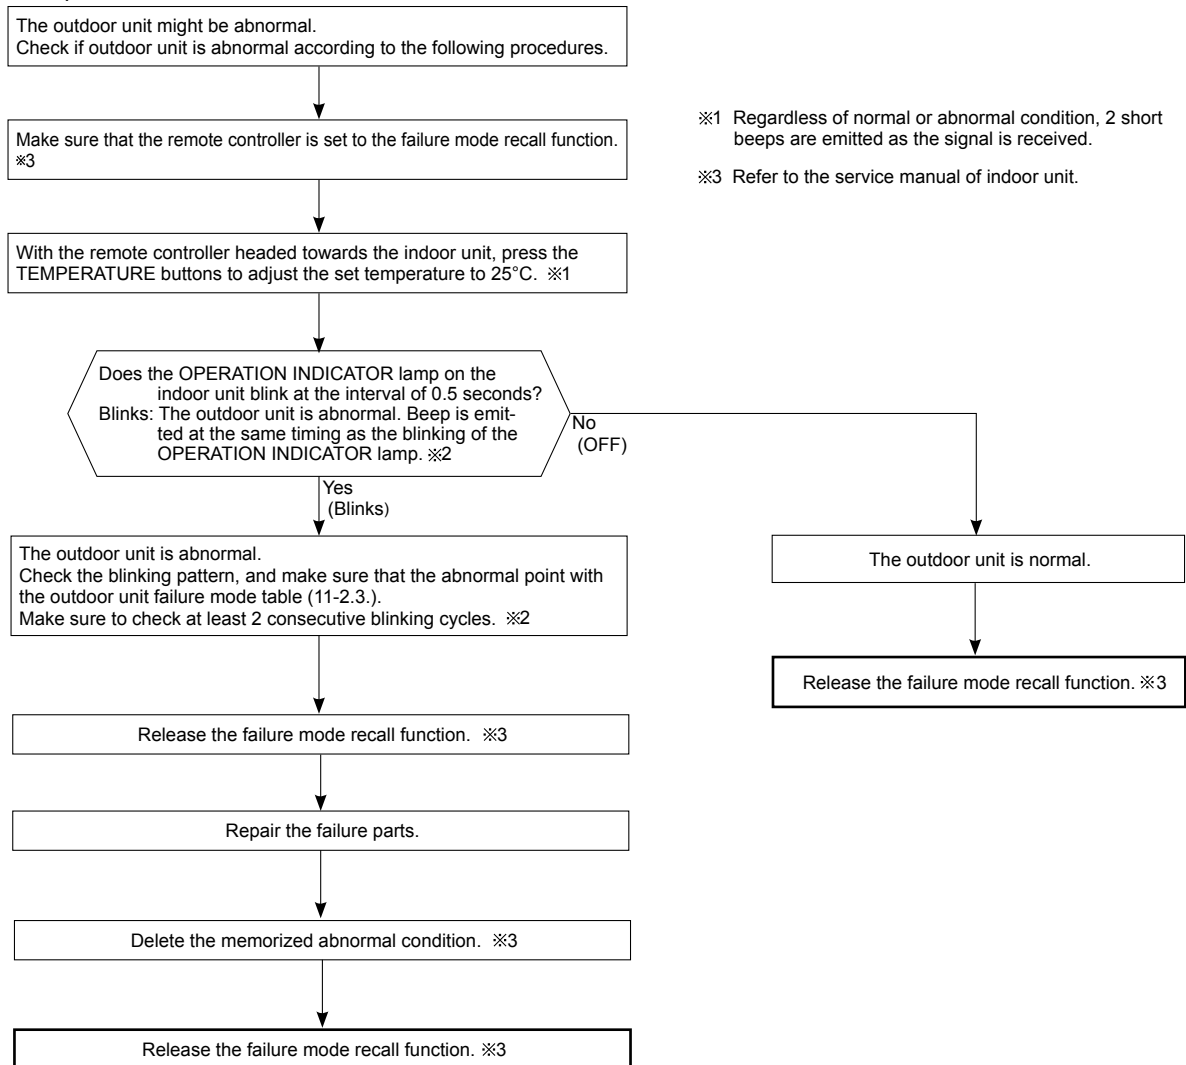 The outdoor unit might be abnormal.
Check if outdoor unit is abnormal according to the following procedures.
Make sure that the remote controller is set to the failure mode recall function.
※3
※1 Regardless of normal or abnormal condition, 2 short
beeps are emitted as the signal is received.
※3 Refer to the service manual of indoor unit.
With the remote controller headed towards the indoor unit, press the
TEMPERATURE buttons to adjust the set temperature to 25°C. ※1
Does the OPERATION INDICATOR lamp on the
indoor unit blink at the interval of 0.5 seconds?
Blinks: The outdoor unit is abnormal. Beep is emit-
ted at the same timing as the blinking of the
OPERATION INDICATOR lamp. ※2
No
(OFF)
Yes
(Blinks)
The outdoor unit is abnormal.
Check the blinking pattern, and make sure that the abnormal point with
the outdoor unit failure mode table (11-2.3.).
Make sure to check at least 2 consecutive blinking cycles. ※2
The outdoor unit is normal.
Release the failure mode recall function. ※3
Release the failure mode recall function. ※3
Repair the failure parts.
Delete the memorized abnormal condition. ※3
Release the failure mode recall function. ※3